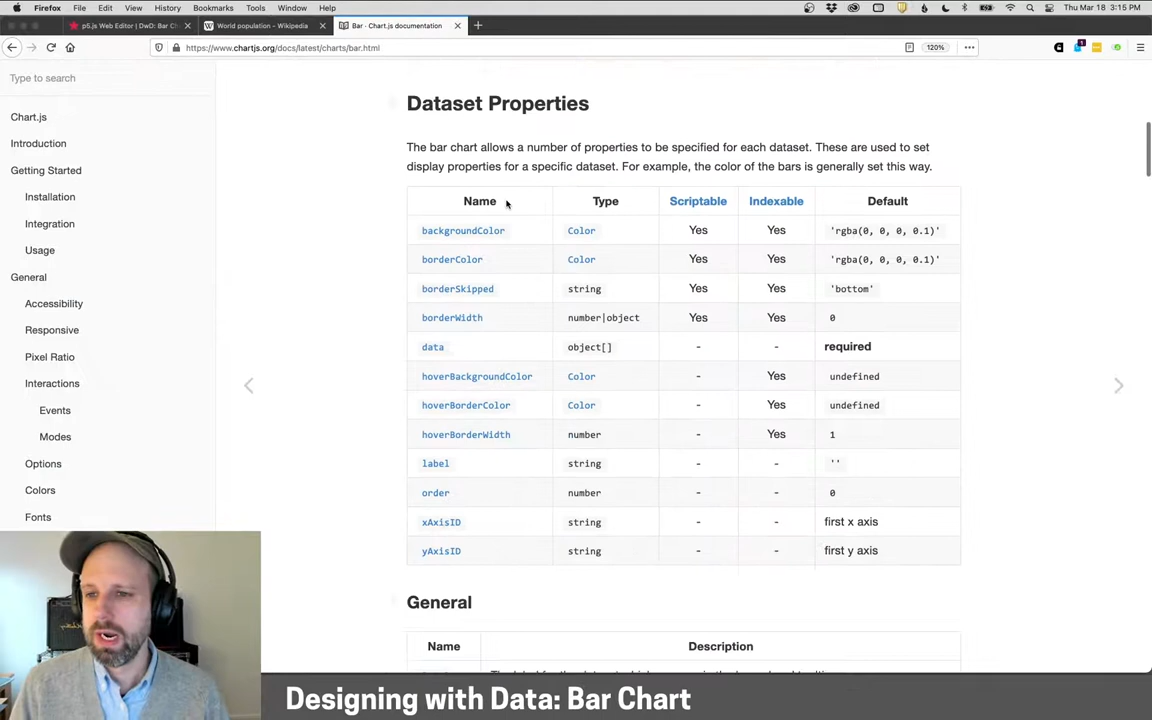 Firefox File Edit View History Bookmarks Tools Window Help Thu Mar 18 3:15 PM
p5.js Web Editor | DwD: Bar C World population - Wikipedia Bar · Chart.js documentation
https://www.chartjs.org/docs/latest/charts/bar.html 120%
Type to search
Chart.js
Introduction
Getting Started
Installation
Integration
Usage
General
Accessibility
Responsive
Pixel Ratio
Interactions
Events
Modes
Options
Colors
Fonts
Dataset Properties
The bar chart allows a number of properties to be specified for each dataset. These are used to set
display properties for a specific dataset. For example, the color of the bars is generally set this way.
Name Type Scriptable Indexable Default
backgroundColor Color Yes Yes 'rgba(0, 0, 0, 0.1)'
borderColor Color Yes Yes 'rgba(0, 0, 0, 0.1)'
borderSkipped string Yes Yes 'bottom'
borderWidth number|object Yes Yes 0
data object[] - - required
hoverBackgroundColor Color - Yes undefined
hoverBorderColor Color - Yes undefined
hoverBorderWidth number - Yes 1
label string - - ''
order number - - 0
xAxisID string - - first x axis
yAxisID string - - first y axis
General
Name Description
Designing with Data: Bar Chart